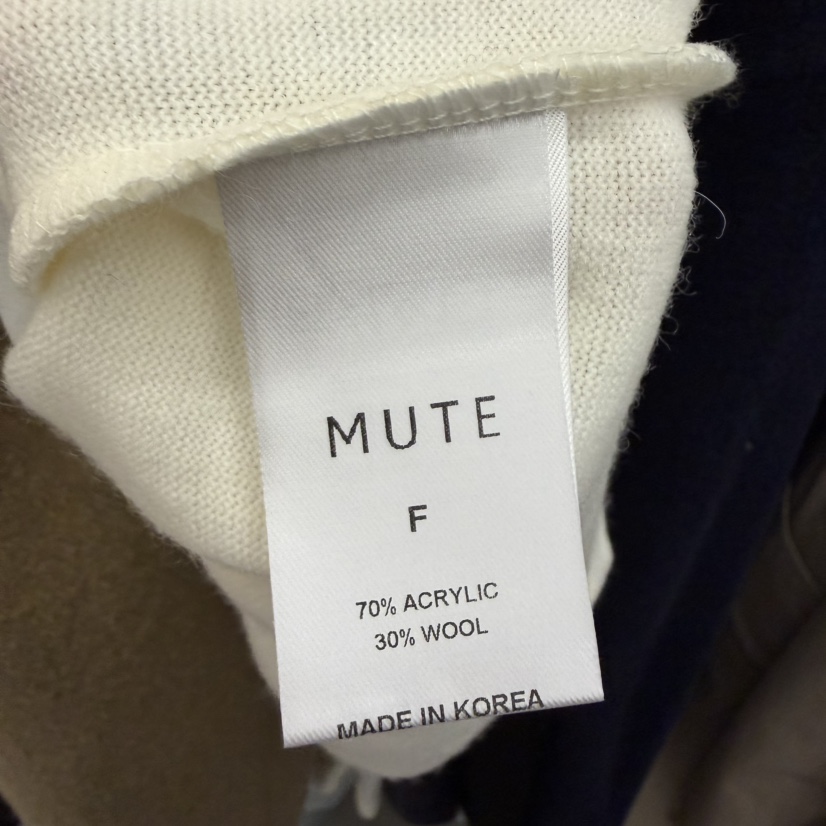 MUTE
F
70% ACRYLIC
30% WOOL
MADE IN KOREA